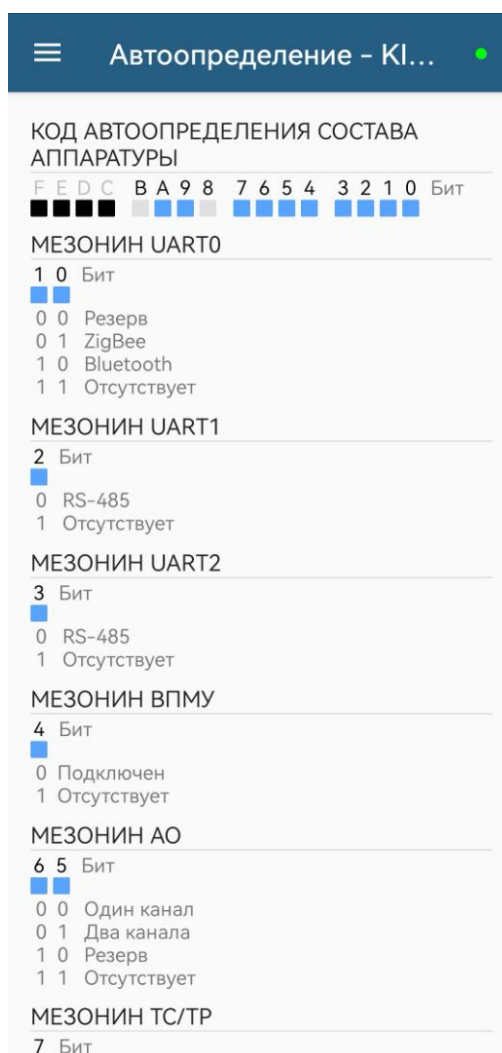 Автоопределение - KI...
КОД АВТООПРЕДЕЛЕНИЯ СОСТАВА
АППАРАТУРЫ
F E D C B A 9 8 7 6 5 4 3 2 1 0 Бит
МЕЗОНИН UART0
1 0 Бит
0 0 Резерв
0 1 ZigBee
1 0 Bluetooth
1 1 Отсутствует
МЕЗОНИН UART1
2 Бит
0 RS-485
1 Отсутствует
МЕЗОНИН UART2
3 Бит
0 RS-485
1 Отсутствует
МЕЗОНИН ВПМУ
4 Бит
0 Подключен
1 Отсутствует
МЕЗОНИН АО
6 5 Бит
0 0 Один канал
0 1 Два канала
1 0 Резерв
1 1 Отсутствует
МЕЗОНИН ТС/ТР
7 Бит